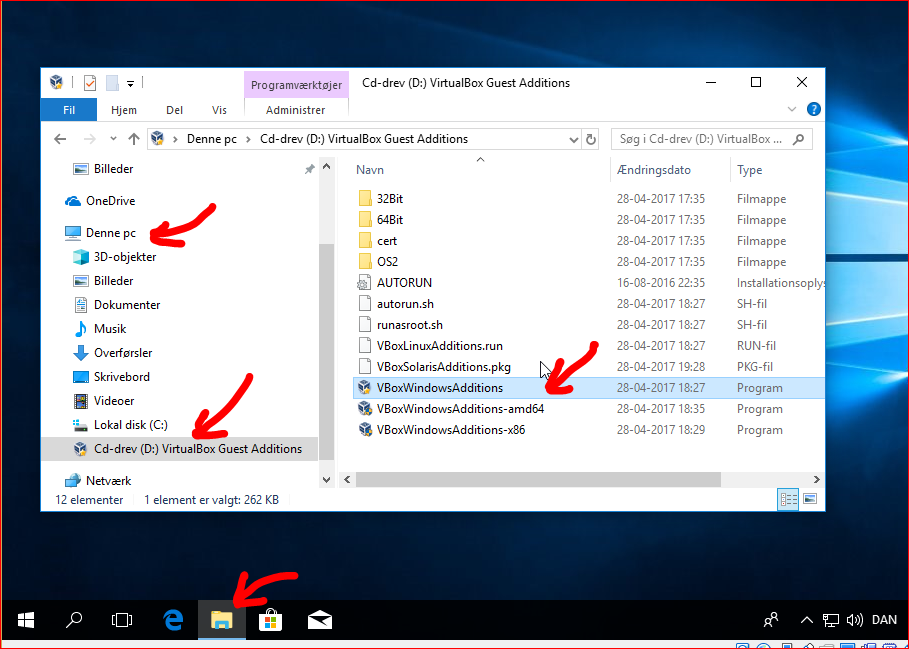 Programværktøjer
Cd-drev (D:) VirtualBox Guest Additions
Fil
Hjem
Del
Vis
Administrer
Denne pc
Cd-drev (D:) VirtualBox Guest Additions
Søg i Cd-drev (D:) VirtualBox ...
Billeder
OneDrive
Denne pc
3D-objekter
Billeder
Dokumenter
Musik
Overførsler
Skrivebord
Videoer
Lokal disk (C:)
Cd-drev (D:) VirtualBox Guest Additions
Netværk
Navn Ændringsdato Type
32Bit 28-04-2017 17:35 Filmappe
64Bit 28-04-2017 17:35 Filmappe
cert 28-04-2017 17:35 Filmappe
OS2 28-04-2017 17:35 Filmappe
AUTORUN 16-08-2016 22:35 Installationsoplys
autorun.sh 28-04-2017 18:27 SH-fil
runasroot.sh 28-04-2017 18:27 SH-fil
VBoxLinuxAdditions.run 28-04-2017 18:27 RUN-fil
VBoxSolarisAdditions.pkg 28-04-2017 19:28 PKG-fil
VBoxWindowsAdditions 28-04-2017 18:27 Program
VBoxWindowsAdditions-amd64 28-04-2017 18:35 Program
VBoxWindowsAdditions-x86 28-04-2017 18:29 Program
12 elementer 1 element er valgt: 262 KB
DAN